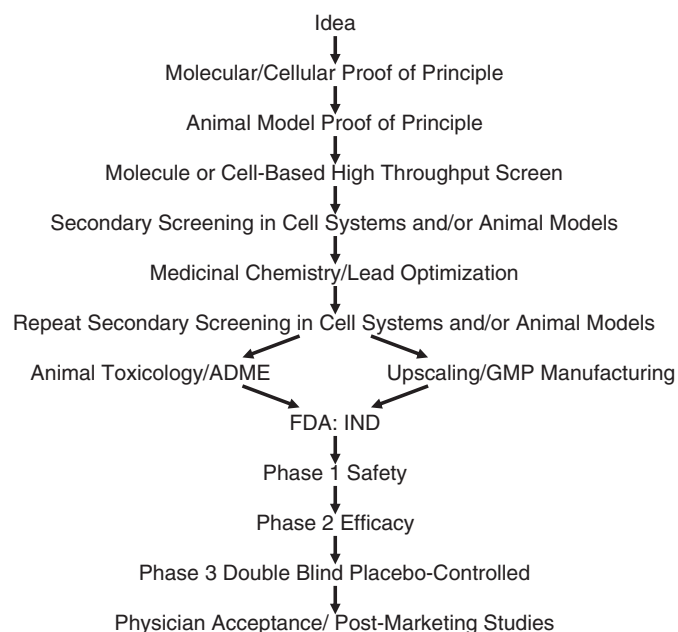 Idea
Molecular/Cellular Proof of Principle
Animal Model Proof of Principle
Molecule or Cell-Based High Throughput Screen
Secondary Screening in Cell Systems and/or Animal Models
Medicinal Chemistry/Lead Optimization
Repeat Secondary Screening in Cell Systems and/or Animal Models
Animal Toxicology/ADME
Upscaling/GMP Manufacturing
FDA: IND
Phase 1 Safety
Phase 2 Efficacy
Phase 3 Double Blind Placebo-Controlled
Physician Acceptance/ Post-Marketing Studies